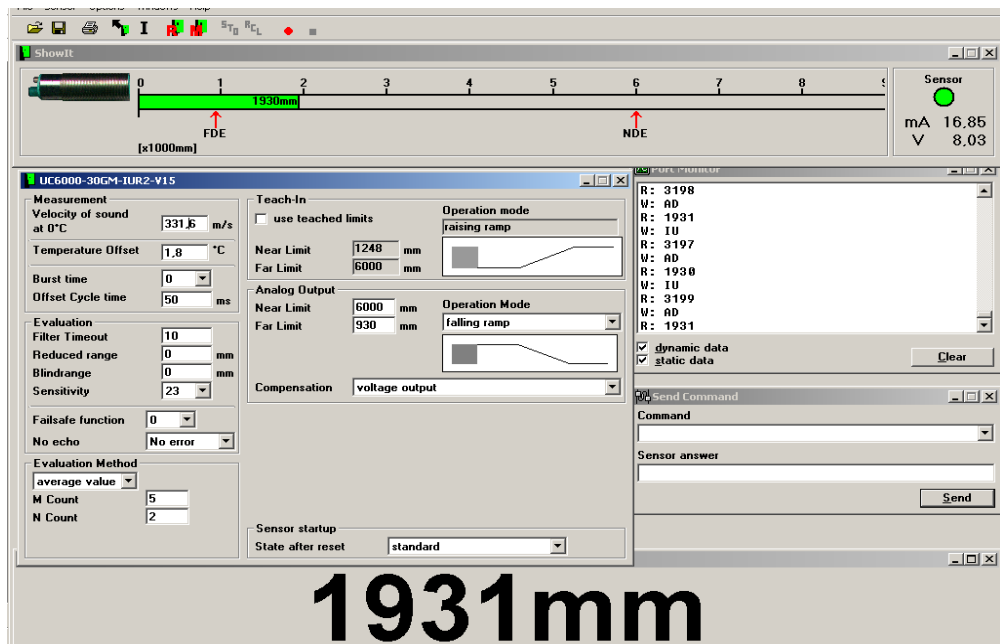 File Sensor Options Windows Help
STO RCL
ShowIt
0 1 2 3 4 5 6 7 8
1930mm
FDE NDE
[x1000mm]
Sensor
mA 16,85
V 8,03
UC6000-30GM-IUR2-V15
Measurement
Velocity of sound
at 0°C 331,6 m/s
Temperature Offset 1,8 °C
Burst time 0
Offset Cycle time 50 ms
Evaluation
Filter Timeout 10
Reduced range 0 mm
Blindrange 0 mm
Sensitivity 23
Failsafe function 0
No echo No error
Evaluation Method
average value
M Count 5
N Count 2
Teach-In
use teached limits
Operation mode
raising ramp
Near Limit 1248 mm
Far Limit 6000 mm
Analog Output
Near Limit 6000 mm
Far Limit 930 mm
Operation Mode
falling ramp
Compensation voltage output
Sensor startup
State after reset standard
Port Monitor
R: 3198
W: AD
R: 1931
W: IU
R: 3197
W: AD
R: 1930
W: IU
R: 3199
W: AD
R: 1931
dynamic data
static data
Clear
Send Command
Command
Sensor answer
Send
1931mm